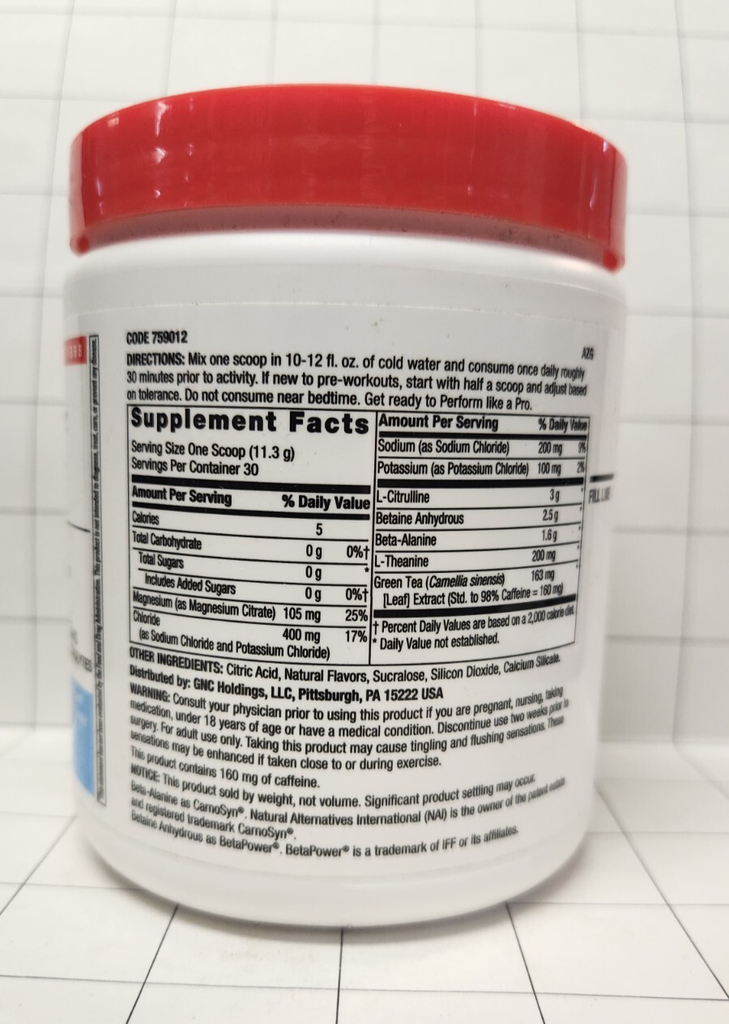 CODE 759012
AZG
DIRECTIONS: Mix one scoop in 10-12 fl. oz. of cold water and consume once daily roughly
30 minutes prior to activity. If new to pre-workouts, start with half a scoop and adjust based
on tolerance. Do not consume near bedtime. Get ready to Perform like a Pro.
Supplement Facts
Serving Size One Scoop (11.3 g)
Servings Per Container 30
Amount Per Serving % Daily Value
Calories 5
Total Carbohydrate 0 g 0%†
Total Sugars 0 g *
Includes Added Sugars 0 g 0%†
Magnesium (as Magnesium Citrate) 105 mg 25%
Chloride 400 mg 17%
(as Sodium Chloride and Potassium Chloride)
Amount Per Serving % Daily Value
Sodium (as Sodium Chloride) 200 mg 9%
Potassium (as Potassium Chloride) 100 mg 2%
L-Citrulline 3 g *
Betaine Anhydrous 2.5 g *
Beta-Alanine 1.6 g *
L-Theanine 200 mg *
Green Tea (Camellia sinensis) 163 mg *
[Leaf] Extract (Std. to 98% Caffeine = 160 mg)
† Percent Daily Values are based on a 2,000 calorie diet.
* Daily Value not established.
OTHER INGREDIENTS: Citric Acid, Natural Flavors, Sucralose, Silicon Dioxide, Calcium Silicate.
Distributed by: GNC Holdings, LLC, Pittsburgh, PA 15222 USA
WARNING: Consult your physician prior to using this product if you are pregnant, nursing, taking
medication, under 18 years of age or have a medical condition. Discontinue use two weeks prior to
surgery. For adult use only. Taking this product may cause tingling and flushing sensations. These
sensations may be enhanced if taken close to or during exercise.
This product contains 160 mg of caffeine.
NOTICE: This product sold by weight, not volume. Significant product settling may occur.
Beta-Alanine as CarnoSyn®. Natural Alternatives International (NAI) is the owner of the patent estate
and registered trademark CarnoSyn®.
Betaine Anhydrous as BetaPower®. BetaPower® is a trademark of IFF or its affiliates.
FILL LINE